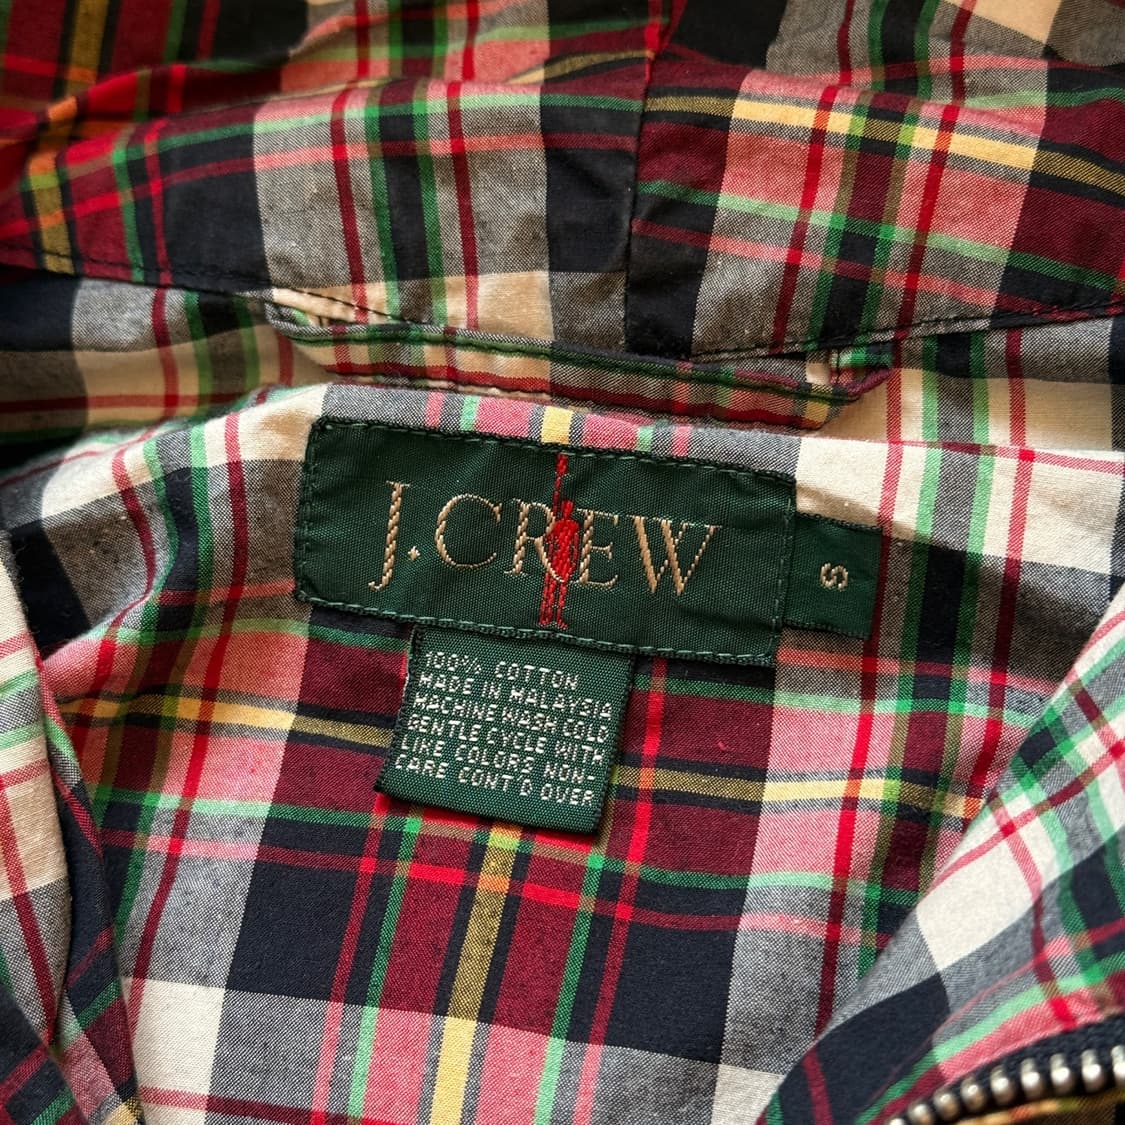 J.CREW
S
100% COTTON
MADE IN MALAYSIA
MACHINE WASH COLD
GENTLE CYCLE WITH
LIKE COLORS NON-
CARE CONT'D OVER